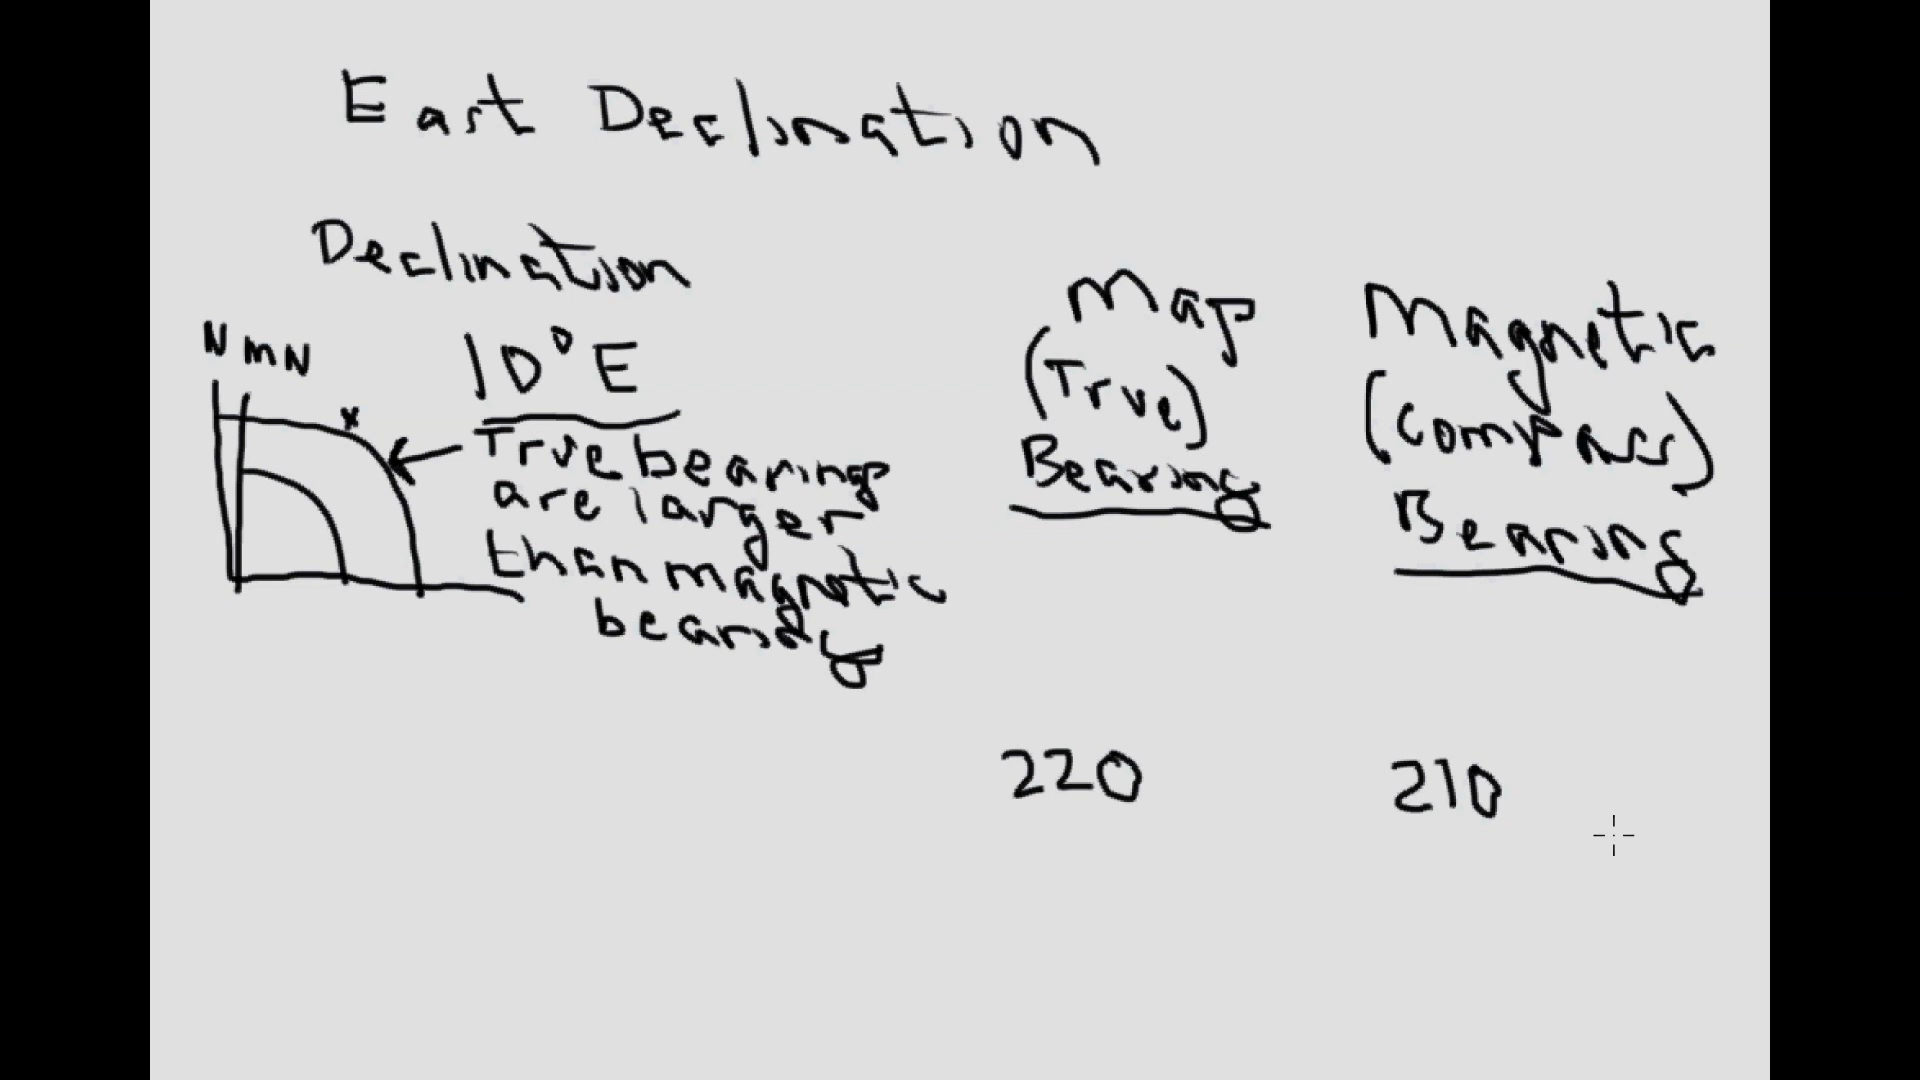 East Declination
Declination
N MN
10°E
x
True bearings
are larger
than magnetic
bearing
Map
(True)
Bearing
Magnetic
(compass)
Bearing
220
210